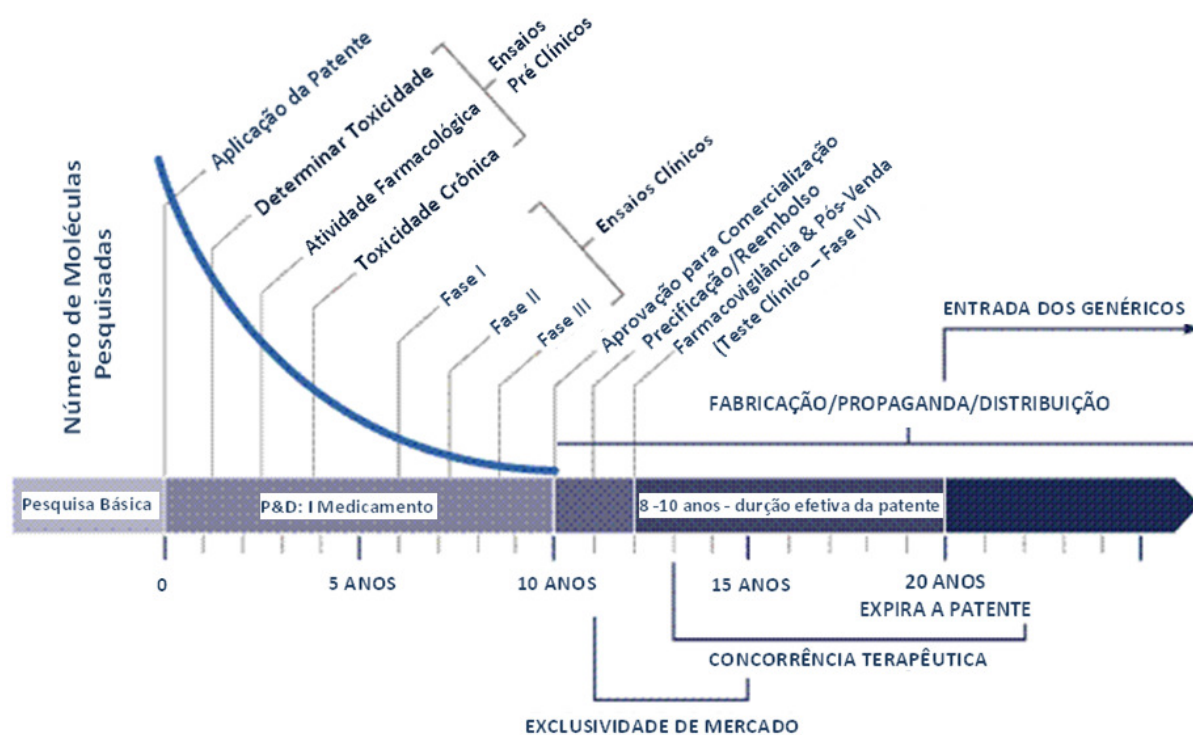 Número de Moléculas
Pesquisadas
Aplicação da Patente
Determinar Toxicidade
Atividade Farmacológica
Toxicidade Crônica
Ensaios
Pré Clínicos
Fase I
Fase II
Fase III
Ensaios Clínicos
Aprovação para Comercialização
Precificação/Reembolso
Farmacovigilância & Pós-Venda
(Teste Clínico – Fase IV)
ENTRADA DOS GENÉRICOS
FABRICAÇÃO/PROPAGANDA/DISTRIBUIÇÃO
Pesquisa Básica
P&D: I Medicamento
8 -10 anos - durção efetiva da patente
0
5 ANOS
10 ANOS
15 ANOS
20 ANOS
EXPIRA A PATENTE
CONCORRÊNCIA TERAPÊUTICA
EXCLUSIVIDADE DE MERCADO